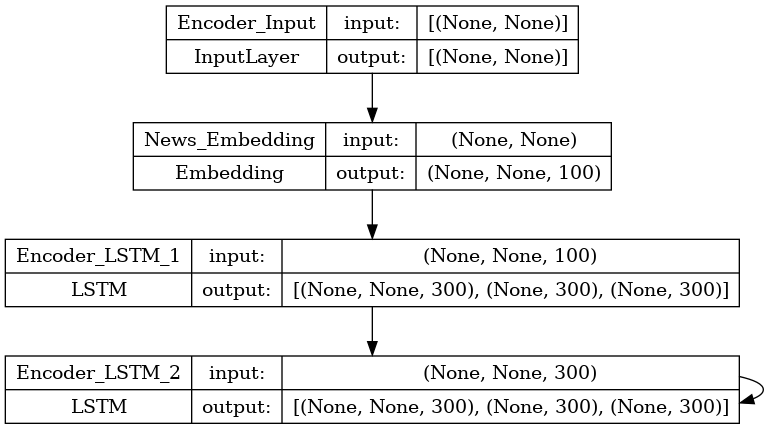 Encoder_Input input: [(None, None)]
InputLayer output: [(None, None)]
News_Embedding input: (None, None)
Embedding output: (None, None, 100)
Encoder_LSTM_1 input: (None, None, 100)
LSTM output: [(None, None, 300), (None, 300), (None, 300)]
Encoder_LSTM_2 input: (None, None, 300)
LSTM output: [(None, None, 300), (None, 300), (None, 300)]